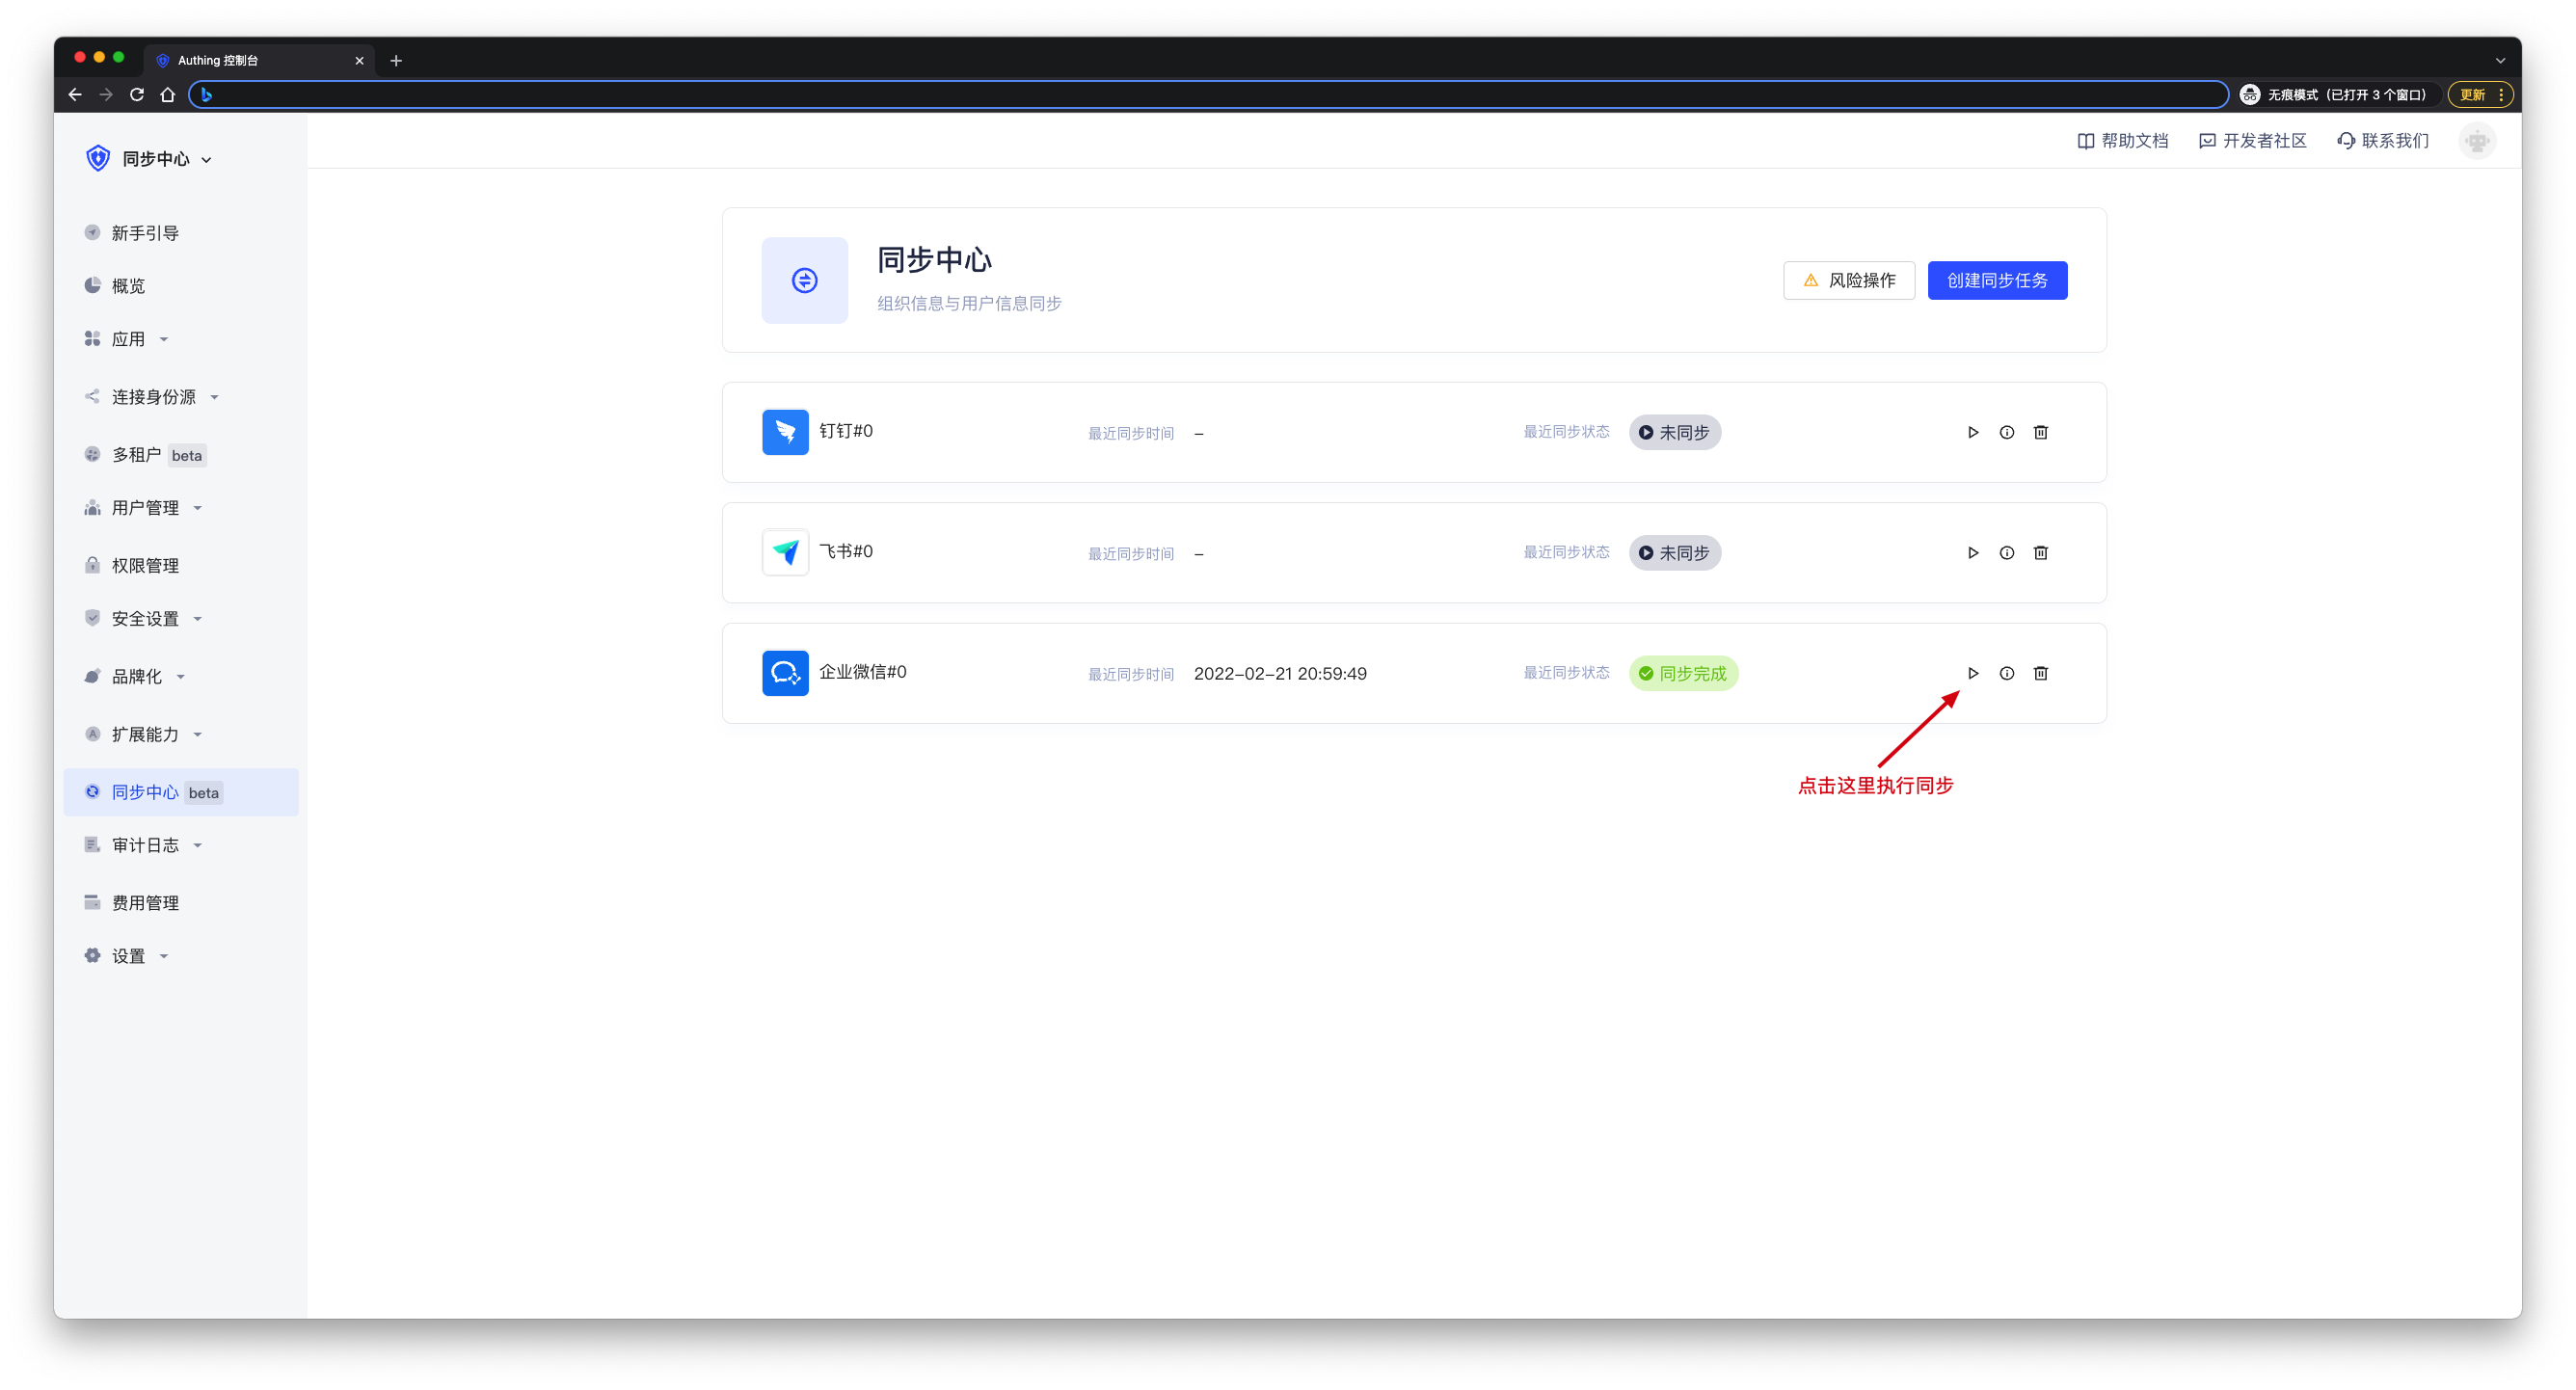 Authing 控制台
无痕模式（已打开 3 个窗口）
更新
同步中心
帮助文档
开发者社区
联系我们
新手引导
概览
应用
连接身份源
多租户 beta
用户管理
权限管理
安全设置
品牌化
扩展能力
同步中心 beta
审计日志
费用管理
设置
同步中心
组织信息与用户信息同步
风险操作
创建同步任务
钉钉#0 最近同步时间 – 最近同步状态 未同步
飞书#0 最近同步时间 – 最近同步状态 未同步
企业微信#0 最近同步时间 2022-02-21 20:59:49 最近同步状态 同步完成
点击这里执行同步